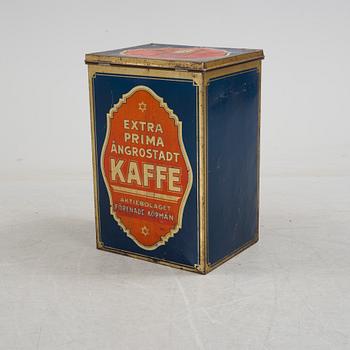 EXTRA
PRIMA
ÅNGROSTADT
KAFFE
AKTIEBOLAGET
FÖRENADE KÖPMÄN